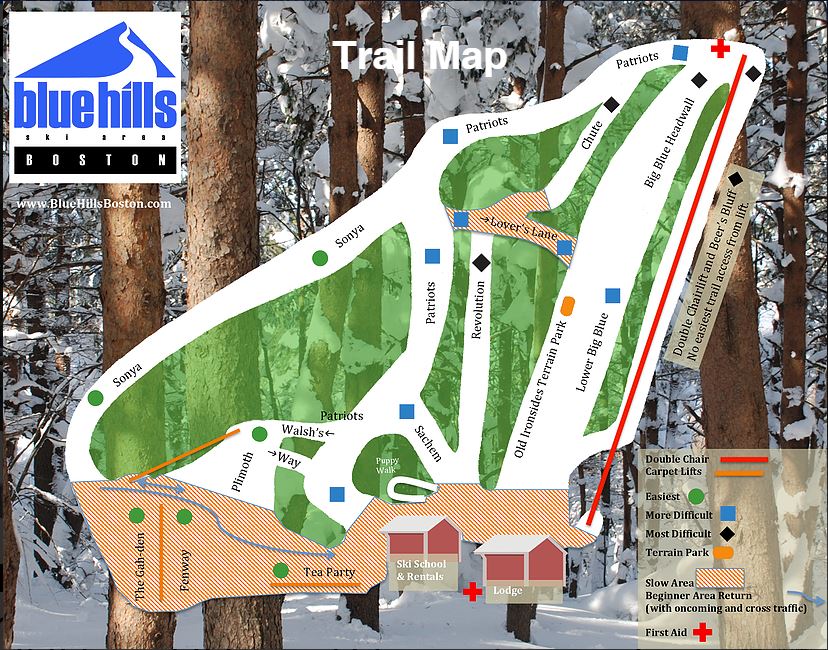 Trail Map
bluehills
ski area
BOSTON
www.BlueHillsBoston.com
Patriots
Patriots
Chute
Big Blue Headwall
→Lover's Lane
Sonya
Patriots
Revolution
Old Ironsides Terrain Park
Lower Big Blue
Double Chairlift and Beer's Bluff
No easiest trail access from lift.
Sonya
Patriots
Walsh's←
→Way
Plimoth
Sachem
Puppy
Walk
The Gah-den
Fenway
Tea Party
Ski School
& Rentals
Lodge
Double Chair
Carpet Lifts
Easiest
More Difficult
Most Difficult
Terrain Park
Slow Area
Beginner Area Return
(with oncoming and cross traffic)
First Aid